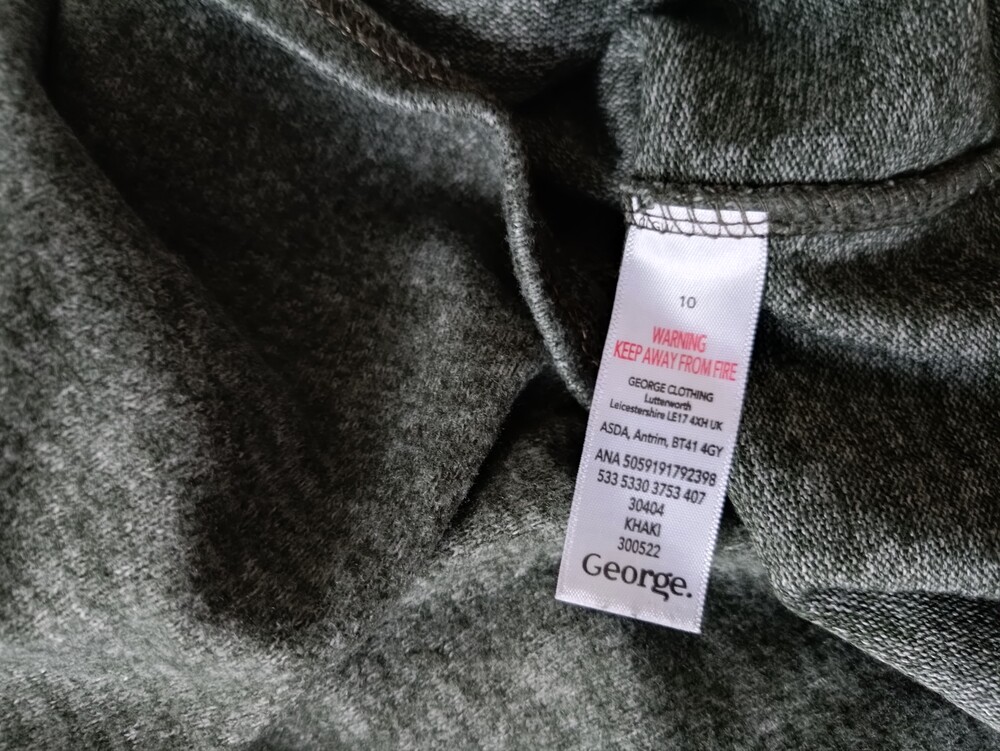 10
WARNING
KEEP AWAY FROM FIRE
GEORGE CLOTHING
Lutterworth
Leicestershire LE17 4XH UK
ASDA, Antrim, BT41 4GY
ANA 5059191792398
533 5330 3753 407
30404
KHAKI
300522
George.